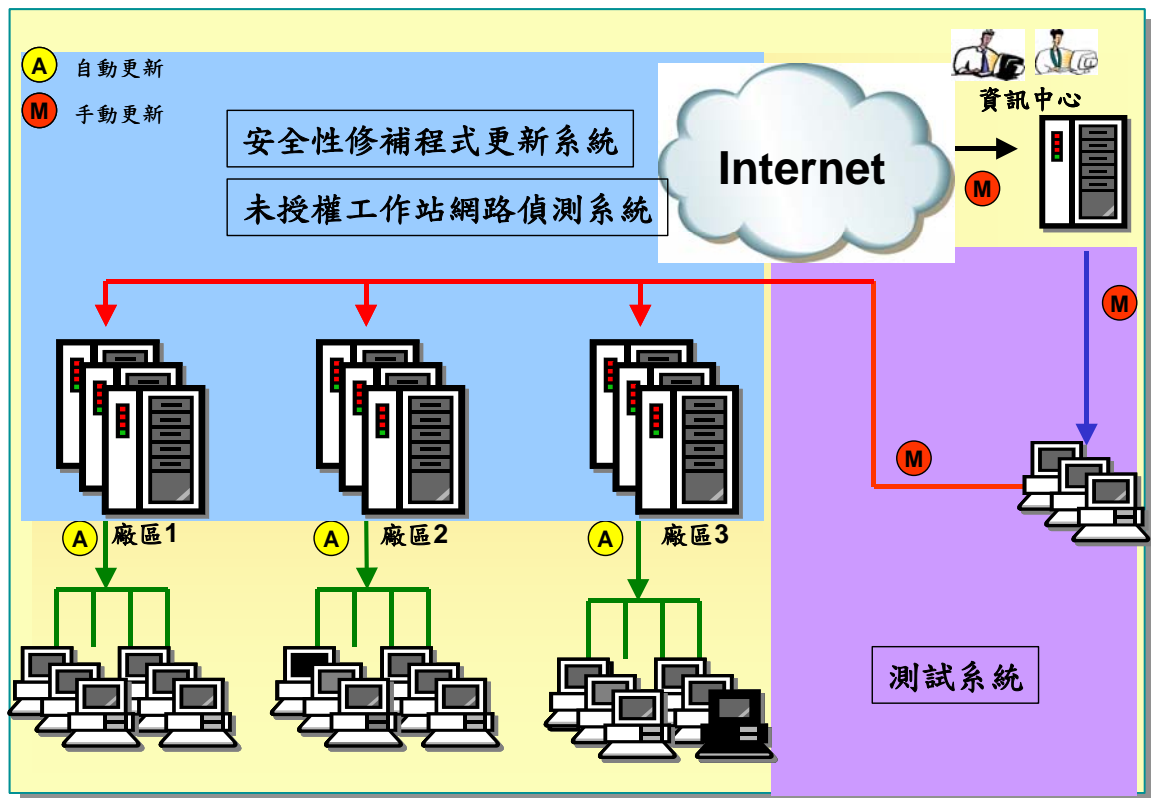 A 自動更新
M 手動更新
安全性修補程式更新系統
未授權工作站網路偵測系統
Internet
資訊中心
M
M
M
A 廠區1
A 廠區2
A 廠區3
測試系統